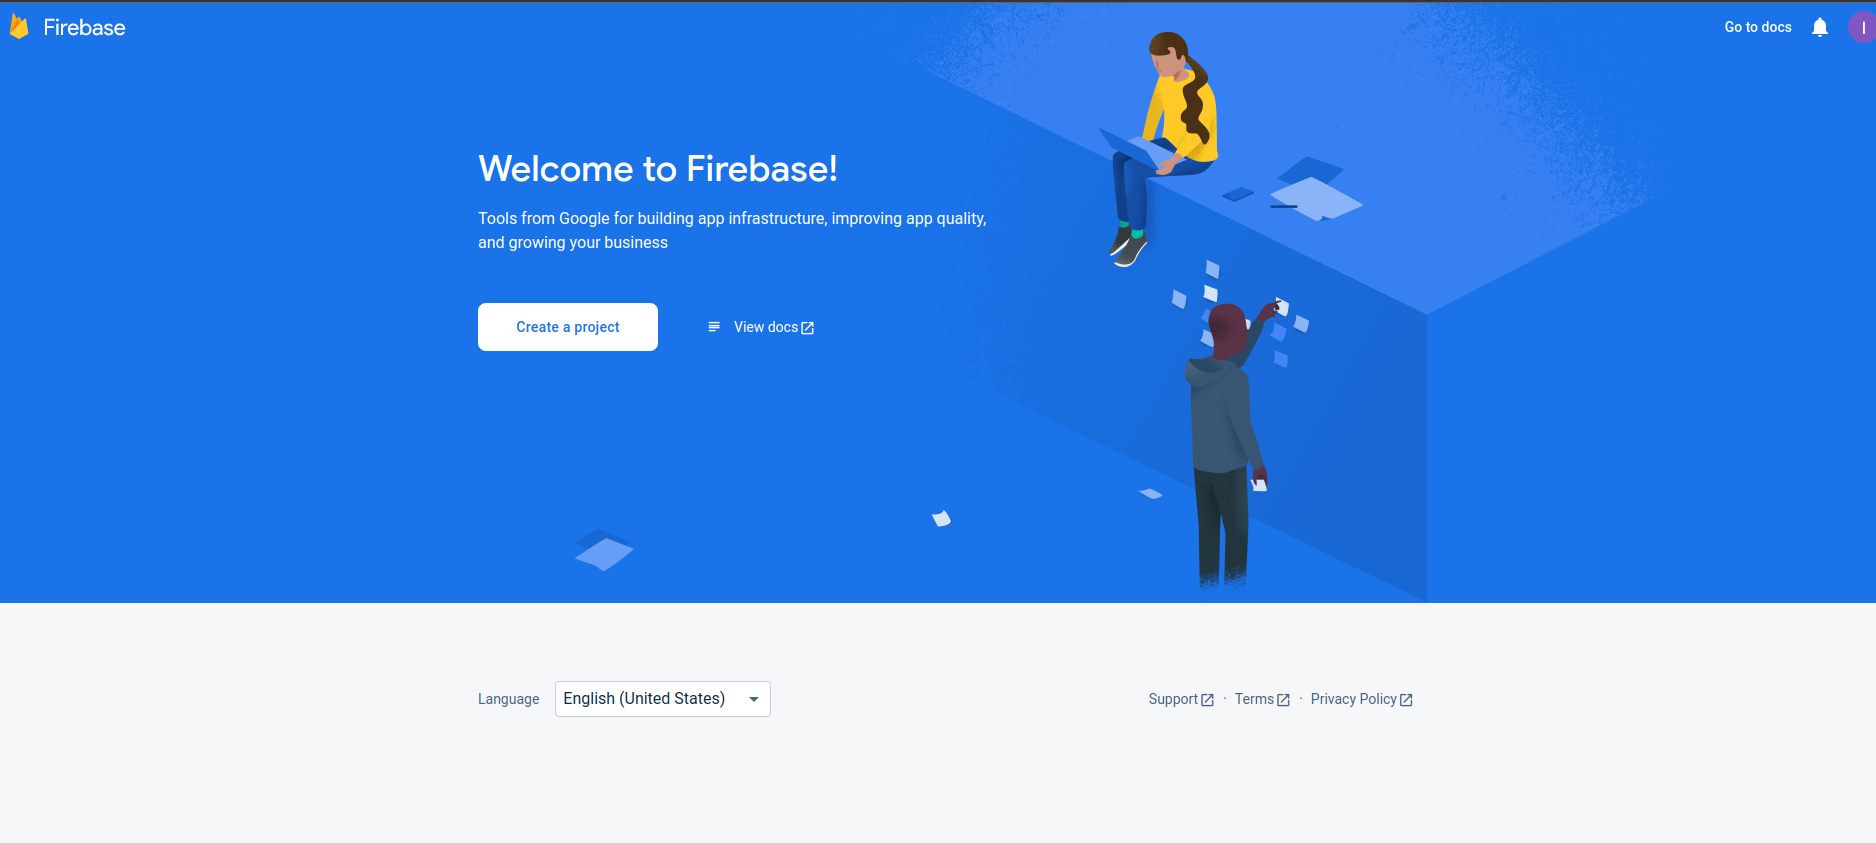 Firebase
Go to docs
I
Welcome to Firebase!
Tools from Google for building app infrastructure, improving app quality,
and growing your business
Create a project
View docs
Language
English (United States)
Support · Terms · Privacy Policy